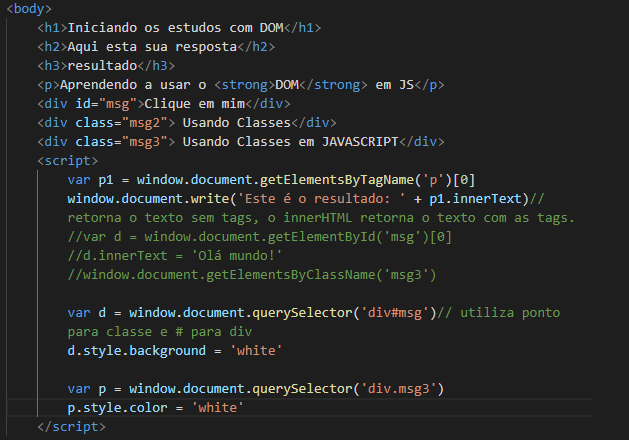 <body>
<h1>Iniciando os estudos com DOM</h1>
<h2>Aqui esta sua resposta</h2>
<h3>resultado</h3>
<p>Aprendendo a usar o <strong>DOM</strong> em JS</p>
<div id="msg">Clique em mim</div>
<div class="msg2"> Usando Classes</div>
<div class="msg3"> Usando Classes em JAVASCRIPT</div>
<script>
var p1 = window.document.getElementsByTagName('p')[0]
window.document.write('Este é o resultado: ' + p1.innerText)//
retorna o texto sem tags, o innerHTML retorna o texto com as tags.
//var d = window.document.getElementById('msg')[0]
//d.innerText = 'Olá mundo!'
//window.document.getElementsByClassName('msg3')
var d = window.document.querySelector('div#msg')// utiliza ponto
para classe e # para div
d.style.background = 'white'
var p = window.document.querySelector('div.msg3')
p.style.color = 'white'
</script>